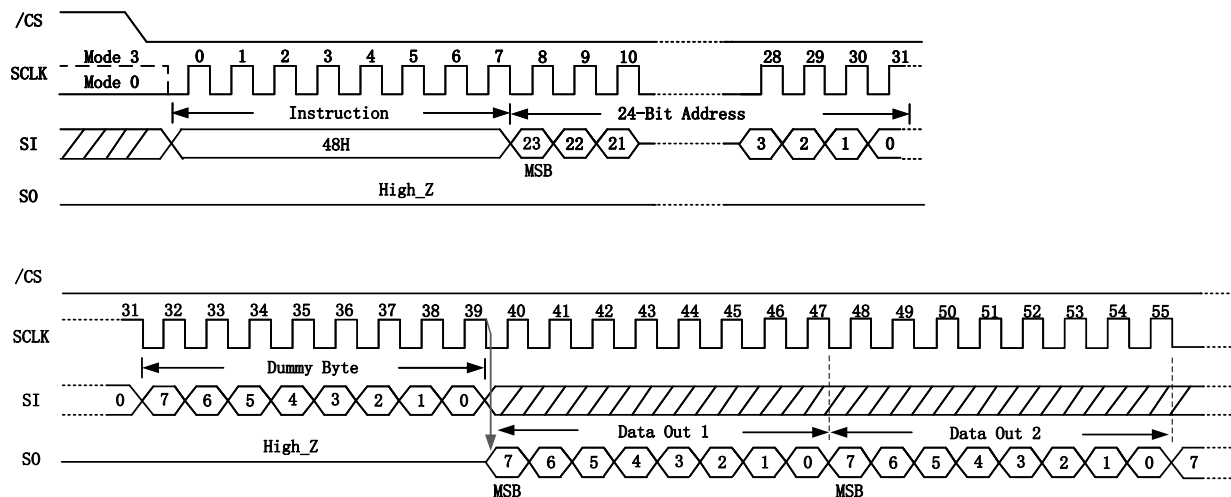 /CS
Mode 3 0 1 2 3 4 5 6 7 8 9 10 28 29 30 31
SCLK
Mode 0
Instruction 24-Bit Address
SI 48H 23 22 21 3 2 1 0
MSB
High_Z
SO
/CS
31 32 33 34 35 36 37 38 39 40 41 42 43 44 45 46 47 48 49 50 51 52 53 54 55
SCLK
Dummy Byte
SI 0 7 6 5 4 3 2 1 0
High_Z Data Out 1 Data Out 2
SO 7 6 5 4 3 2 1 0 7 6 5 4 3 2 1 0 7
MSB MSB